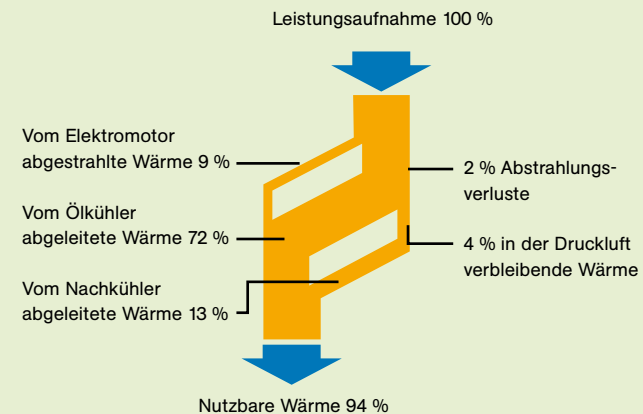 Leistungsaufnahme 100 %
Vom Elektromotor
abgestrahlte Wärme 9 %
Vom Ölkühler
abgeleitete Wärme 72 %
Vom Nachkühler
abgeleitete Wärme 13 %
2 % Abstrahlungs-
verluste
4 % in der Druckluft
verbleibende Wärme
Nutzbare Wärme 94 %